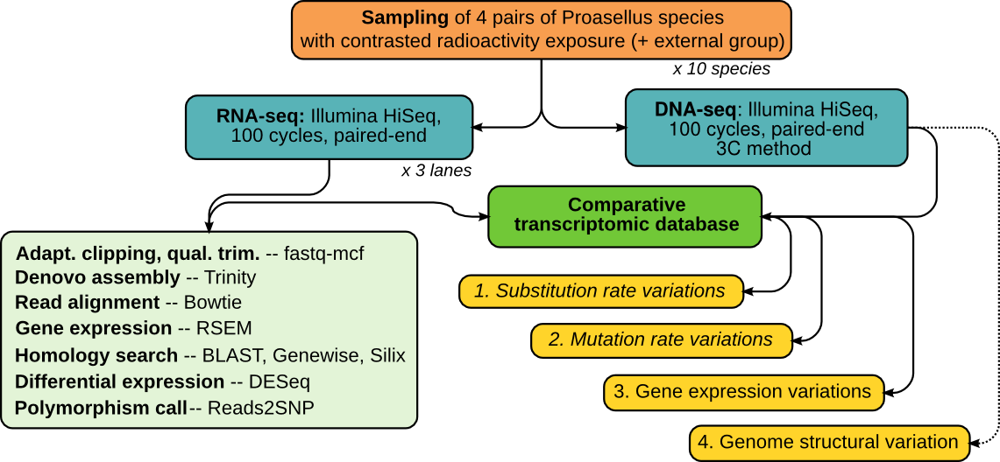 Sampling of 4 pairs of Proasellus species
with contrasted radioactivity exposure (+ external group)
x 10 species
RNA-seq: Illumina HiSeq,
100 cycles, paired-end
x 3 lanes
DNA-seq: Illumina HiSeq,
100 cycles, paired-end
3C method
Comparative
transcriptomic database
Adapt. clipping, qual. trim. -- fastq-mcf
Denovo assembly -- Trinity
Read alignment -- Bowtie
Gene expression -- RSEM
Homology search -- BLAST, Genewise, Silix
Differential expression -- DESeq
Polymorphism call-- Reads2SNP
1. Substitution rate variations
2. Mutation rate variations
3. Gene expression variations
4. Genome structural variation